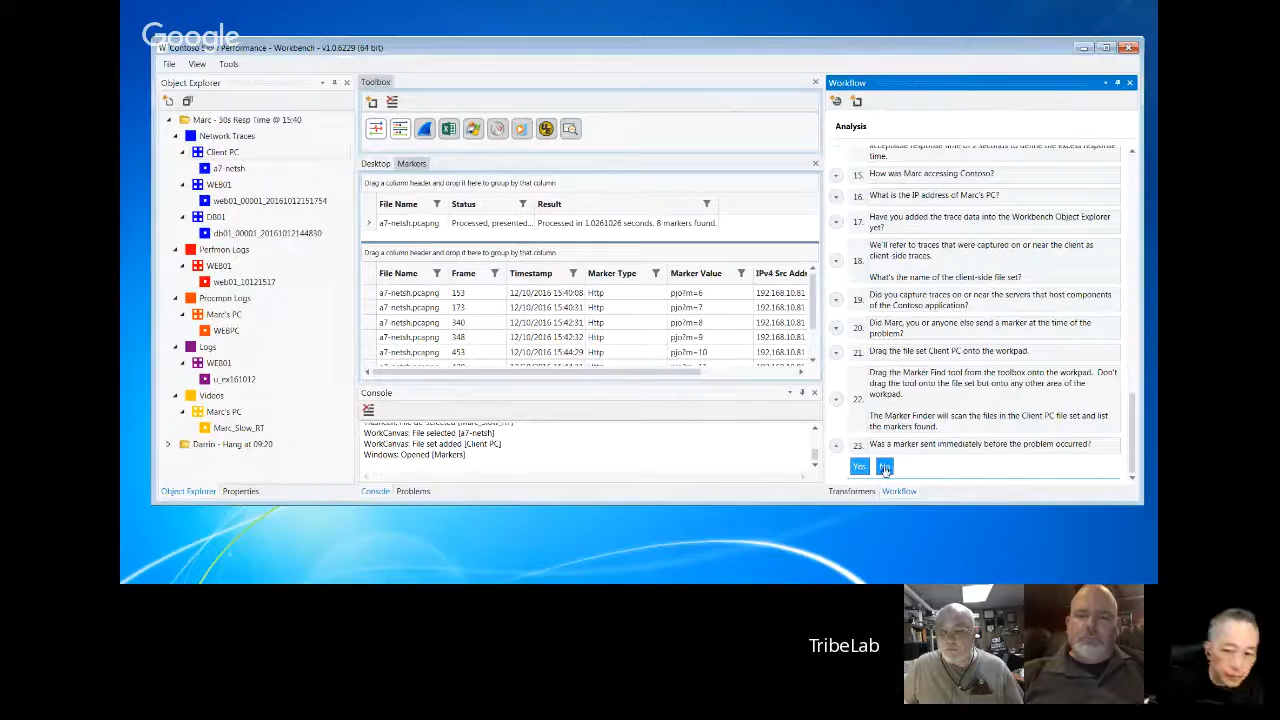 Google
Contoso Slow Performance - Workbench - v1.0.6229 (64 bit)
File View Tools
Object Explorer
Marc - 30s Resp Time @ 15:40
Network Traces
Client PC
a7-netsh
WEB01
web01_00001_20161012151754
DB01
db01_00001_20161012144830
Perfmon Logs
WEB01
web01_10121517
Procmon Logs
Marc's PC
WEBPC
Logs
WEB01
u_ex161012
Videos
Marc's PC
Marc_Slow_RT
Darrin - Hang at 09:20
Object Explorer Properties
Toolbox
Desktop Markers
Drag a column header and drop it here to group by that column
File Name Status Result
a7-netsh.pcapng Processed, presented... Processed in 1.0261026 seconds. 8 markers found.
Drag a column header and drop it here to group by that column
File Name Frame Timestamp Marker Type Marker Value IPv4 Src Addr
a7-netsh.pcapng 153 12/10/2016 15:40:08 Http pjo?m=6 192.168.10.81
a7-netsh.pcapng 173 12/10/2016 15:40:31 Http pjo?m=7 192.168.10.81
a7-netsh.pcapng 340 12/10/2016 15:42:31 Http pjo?m=8 192.168.10.81
a7-netsh.pcapng 348 12/10/2016 15:42:31 Http pjo?m=9 192.168.10.81
a7-netsh.pcapng 453 12/10/2016 15:44:29 Http pjo?m=10 192.168.10.81
Console
WorkCanvas: File selected [a7-netsh]
WorkCanvas: File set added [Client PC]
Windows: Opened [Markers]
Console Problems
Workflow
Analysis
acceptable response time of 2 seconds to define the excess response
time.
15. How was Marc accessing Contoso?
16. What is the IP address of Marc's PC?
17. Have you added the trace data into the Workbench Object Explorer
yet?
18. We'll refer to traces that were captured on or near the client as
client-side traces.
What's the name of the client-side file set?
19. Did you capture traces on or near the servers that host components
of the Contoso application?
20. Did Marc, you or anyone else send a marker at the time of the
problem?
21. Drag the file set Client PC onto the workpad.
22. Drag the Marker Find tool from the toolbox onto the workpad. Don't
drag the tool onto the file set but onto any other area of the
workpad.
The Marker Finder will scan the files in the Client PC file set and list
the markers found.
23. Was a marker sent immediately before the problem occurred?
Yes No
Transformers Workflow
TribeLab